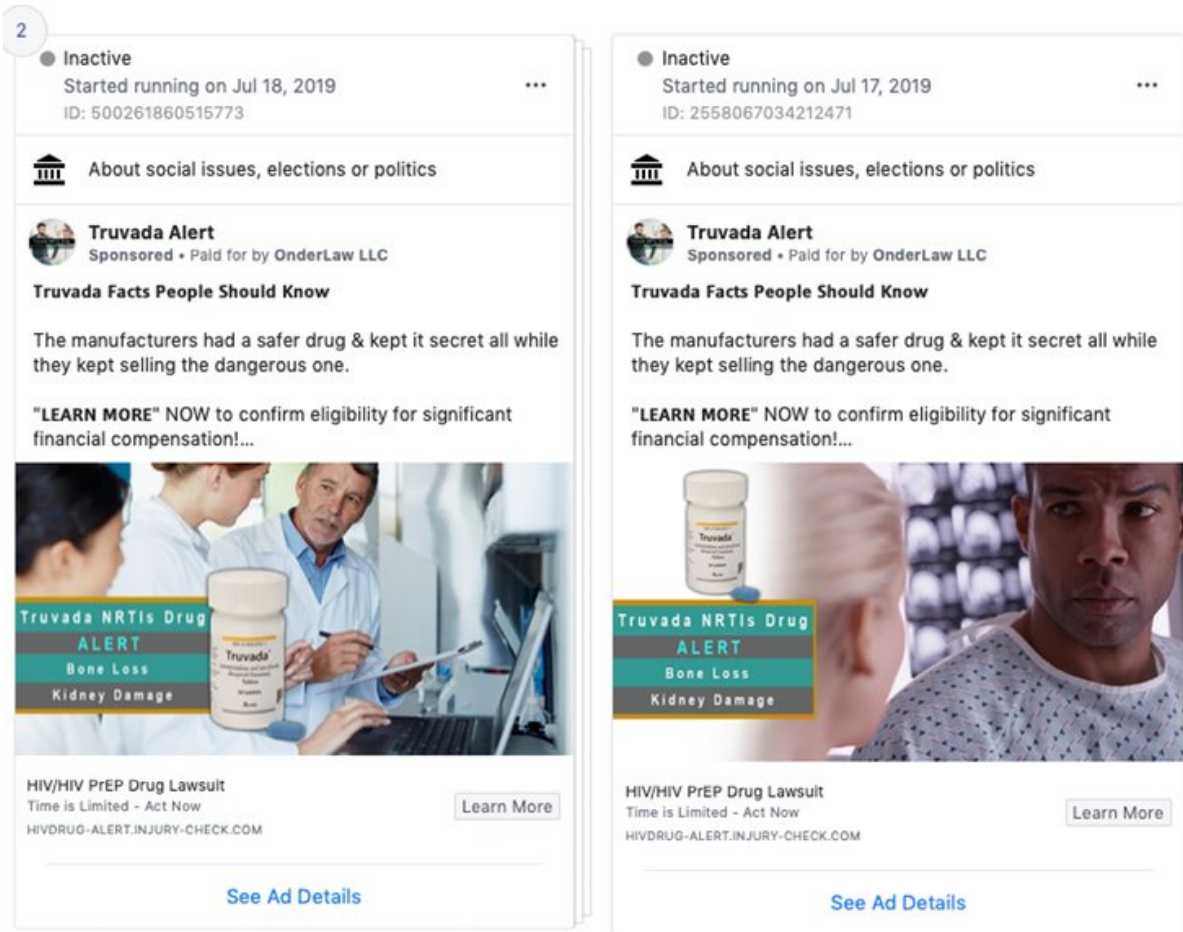 2
Inactive
Started running on Jul 18, 2019
ID: 500261860515773
About social issues, elections or politics
Truvada Alert
Sponsored • Paid for by OnderLaw LLC
Truvada Facts People Should Know
The manufacturers had a safer drug & kept it secret all while
they kept selling the dangerous one.
"LEARN MORE" NOW to confirm eligibility for significant
financial compensation!...
Truvada NRTIs Drug
ALERT
Bone Loss
Kidney Damage
Truvada
HIV/HIV PrEP Drug Lawsuit
Time is Limited - Act Now
HIVDRUG-ALERT.INJURY-CHECK.COM
Learn More
See Ad Details
Inactive
Started running on Jul 17, 2019
ID: 2558067034212471
About social issues, elections or politics
Truvada Alert
Sponsored • Paid for by OnderLaw LLC
Truvada Facts People Should Know
The manufacturers had a safer drug & kept it secret all while
they kept selling the dangerous one.
"LEARN MORE" NOW to confirm eligibility for significant
financial compensation!...
Truvada
Truvada NRTIs Drug
ALERT
Bone Loss
Kidney Damage
HIV/HIV PrEP Drug Lawsuit
Time is Limited - Act Now
HIVDRUG-ALERT.INJURY-CHECK.COM
Learn More
See Ad Details